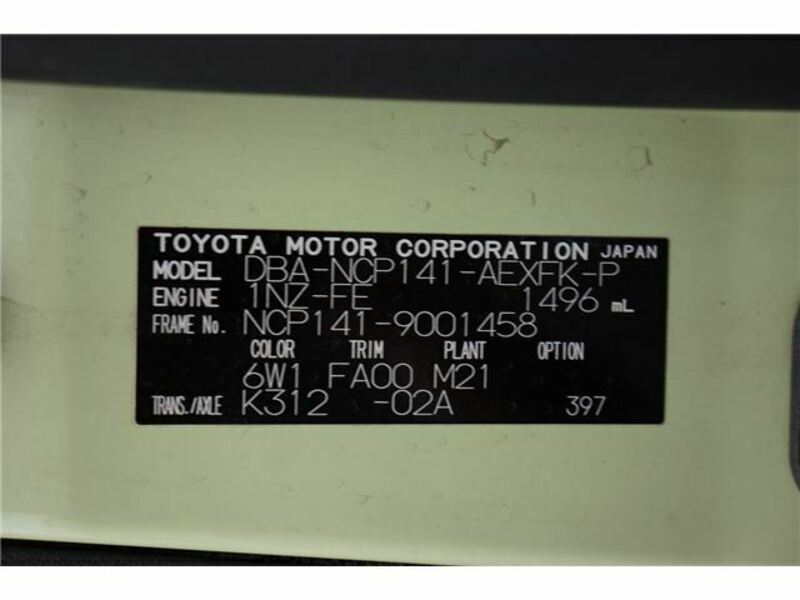 TOYOTA MOTOR CORPORATION JAPAN
MODEL DBA-NCP141-AEXFK-P
ENGINE 1NZ-FE 1496 mL
FRAME No. NCP141-9001458
COLOR TRIM PLANT OPTION
6W1 FA00 M21
TRANS./AXLE K312 -02A 397